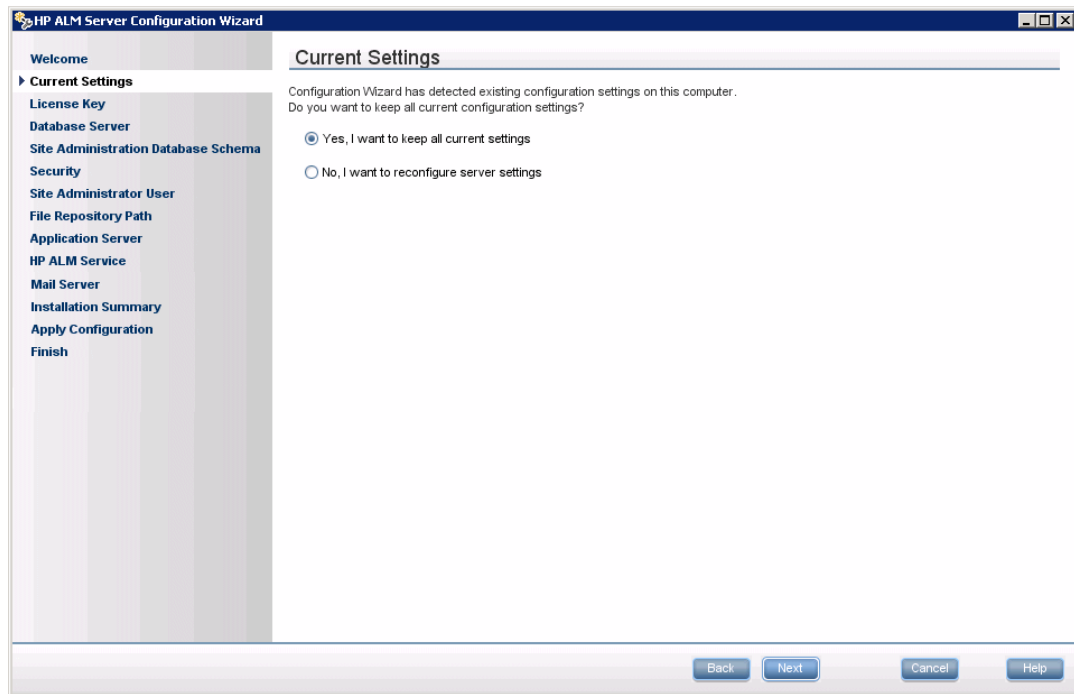 HP ALM Server Configuration Wizard
Welcome
Current Settings
License Key
Database Server
Site Administration Database Schema
Security
Site Administrator User
File Repository Path
Application Server
HP ALM Service
Mail Server
Installation Summary
Apply Configuration
Finish
Current Settings
Configuration Wizard has detected existing configuration settings on this computer.
Do you want to keep all current configuration settings?
Yes, I want to keep all current settings
No, I want to reconfigure server settings
Back Next Cancel Help